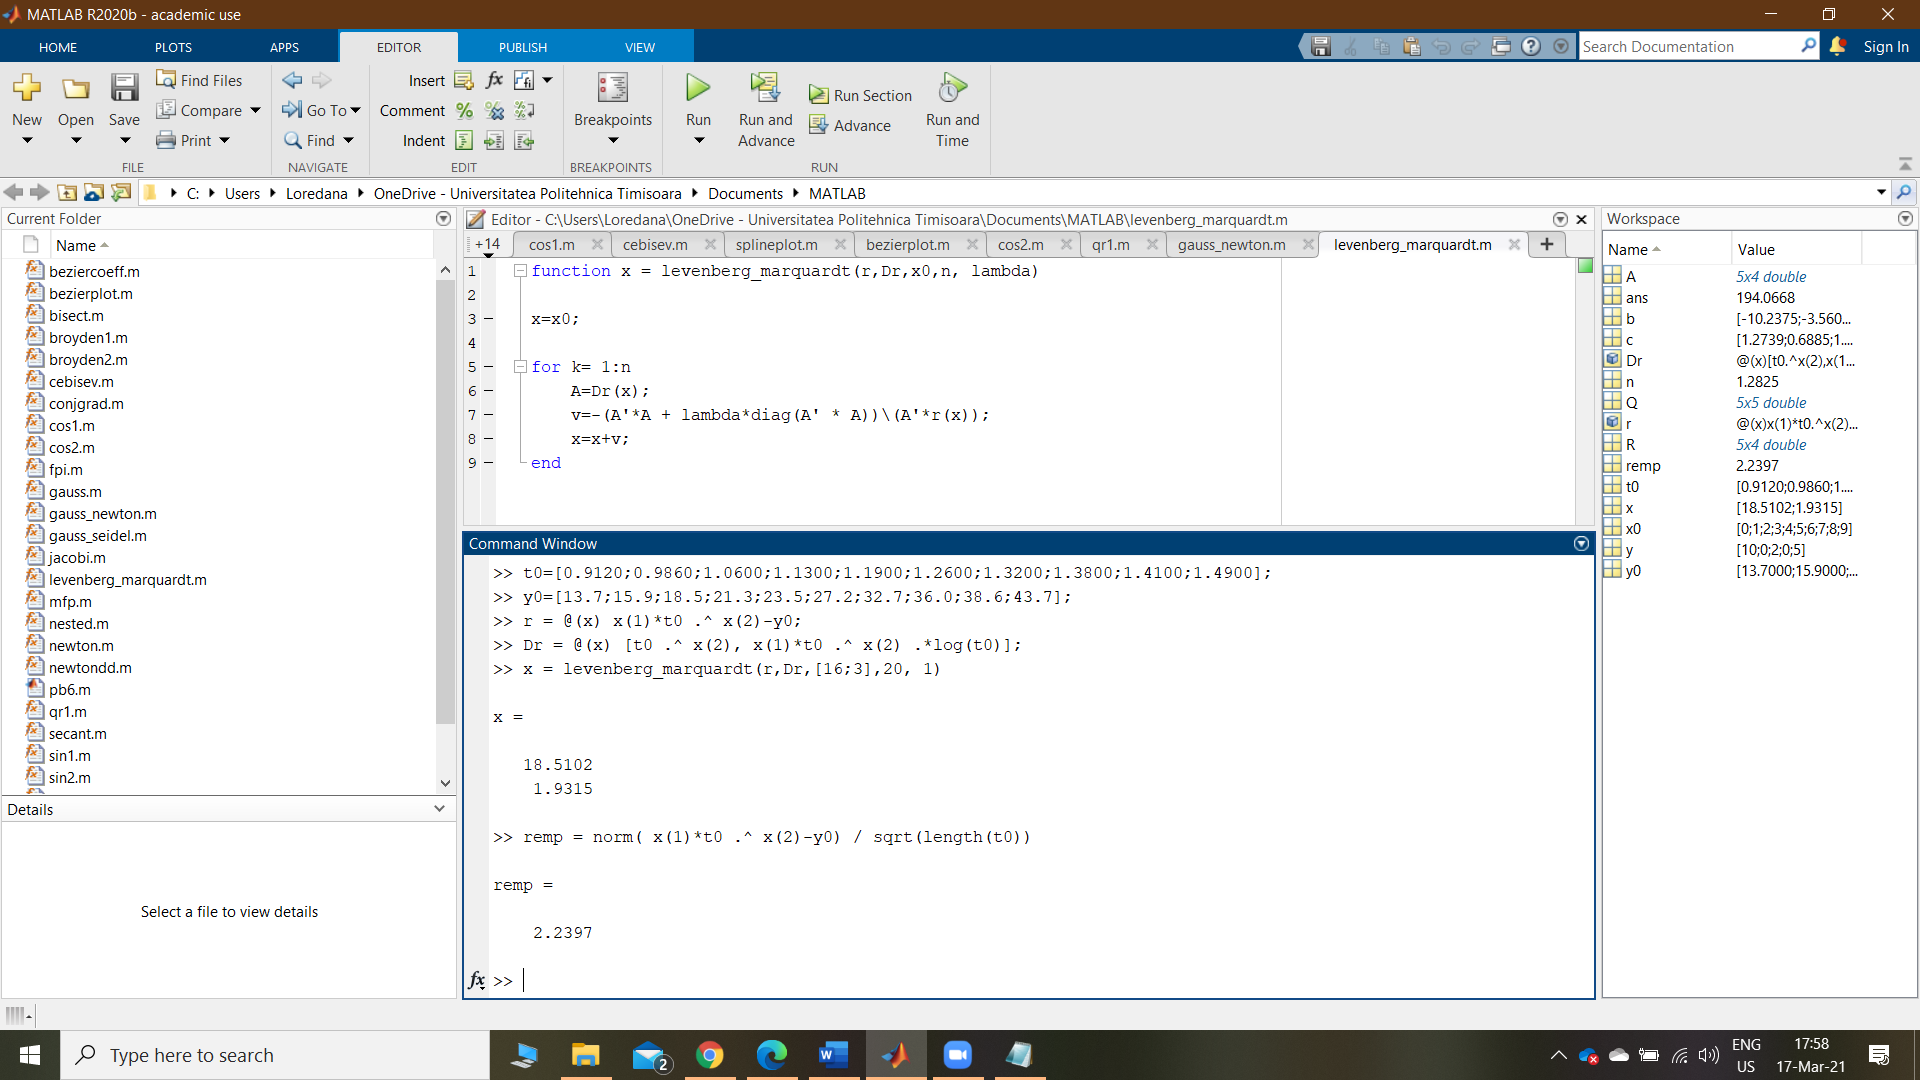 MATLAB R2020b - academic use
HOME PLOTS APPS EDITOR PUBLISH VIEW Search Documentation Sign In
New Open Save Find Files Compare Print FILE
Go To Find NAVIGATE
Insert fx Comment Indent EDIT
Breakpoints BREAKPOINTS
Run Run and Advance Run Section Advance Run and Time RUN
C: Users Loredana OneDrive - Universitatea Politehnica Timisoara Documents MATLAB
Current Folder
Name
beziercoeff.m
bezierplot.m
bisect.m
broyden1.m
broyden2.m
cebisev.m
conjgrad.m
cos1.m
cos2.m
fpi.m
gauss.m
gauss_newton.m
gauss_seidel.m
jacobi.m
levenberg_marquardt.m
mfp.m
nested.m
newton.m
newtondd.m
pb6.m
qr1.m
secant.m
sin1.m
sin2.m
Details
Select a file to view details
Editor - C:\Users\Loredana\OneDrive - Universitatea Politehnica Timisoara\Documents\MATLAB\levenberg_marquardt.m
+14 cos1.m cebisev.m splineplot.m bezierplot.m cos2.m qr1.m gauss_newton.m levenberg_marquardt.m
1 function x = levenberg_marquardt(r,Dr,x0,n, lambda)
2
3 x=x0;
4
5 for k= 1:n
6 A=Dr(x);
7 v=-(A'*A + lambda*diag(A' * A))\(A'*r(x));
8 x=x+v;
9 end
Command Window
>> t0=[0.9120;0.9860;1.0600;1.1300;1.1900;1.2600;1.3200;1.3800;1.4100;1.4900];
>> y0=[13.7;15.9;18.5;21.3;23.5;27.2;32.7;36.0;38.6;43.7];
>> r = @(x) x(1)*t0 .^ x(2)-y0;
>> Dr = @(x) [t0 .^ x(2), x(1)*t0 .^ x(2) .*log(t0)];
>> x = levenberg_marquardt(r,Dr,[16;3],20, 1)
x =
18.5102
1.9315
>> remp = norm( x(1)*t0 .^ x(2)-y0) / sqrt(length(t0))
remp =
2.2397
fx >>
Workspace
Name Value
A 5x4 double
ans 194.0668
b [-10.2375;-3.560...
c [1.2739;0.6885;1....
Dr @(x)[t0.^x(2),x(1...
n 1.2825
Q 5x5 double
r @(x)x(1)*t0.^x(2)...
R 5x4 double
remp 2.2397
t0 [0.9120;0.9860;1....
x [18.5102;1.9315]
x0 [0;1;2;3;4;5;6;7;8;9]
y [10;0;2;0;5]
y0 [13.7000;15.9000;...
Type here to search
2
ENG
US
17:58
17-Mar-21